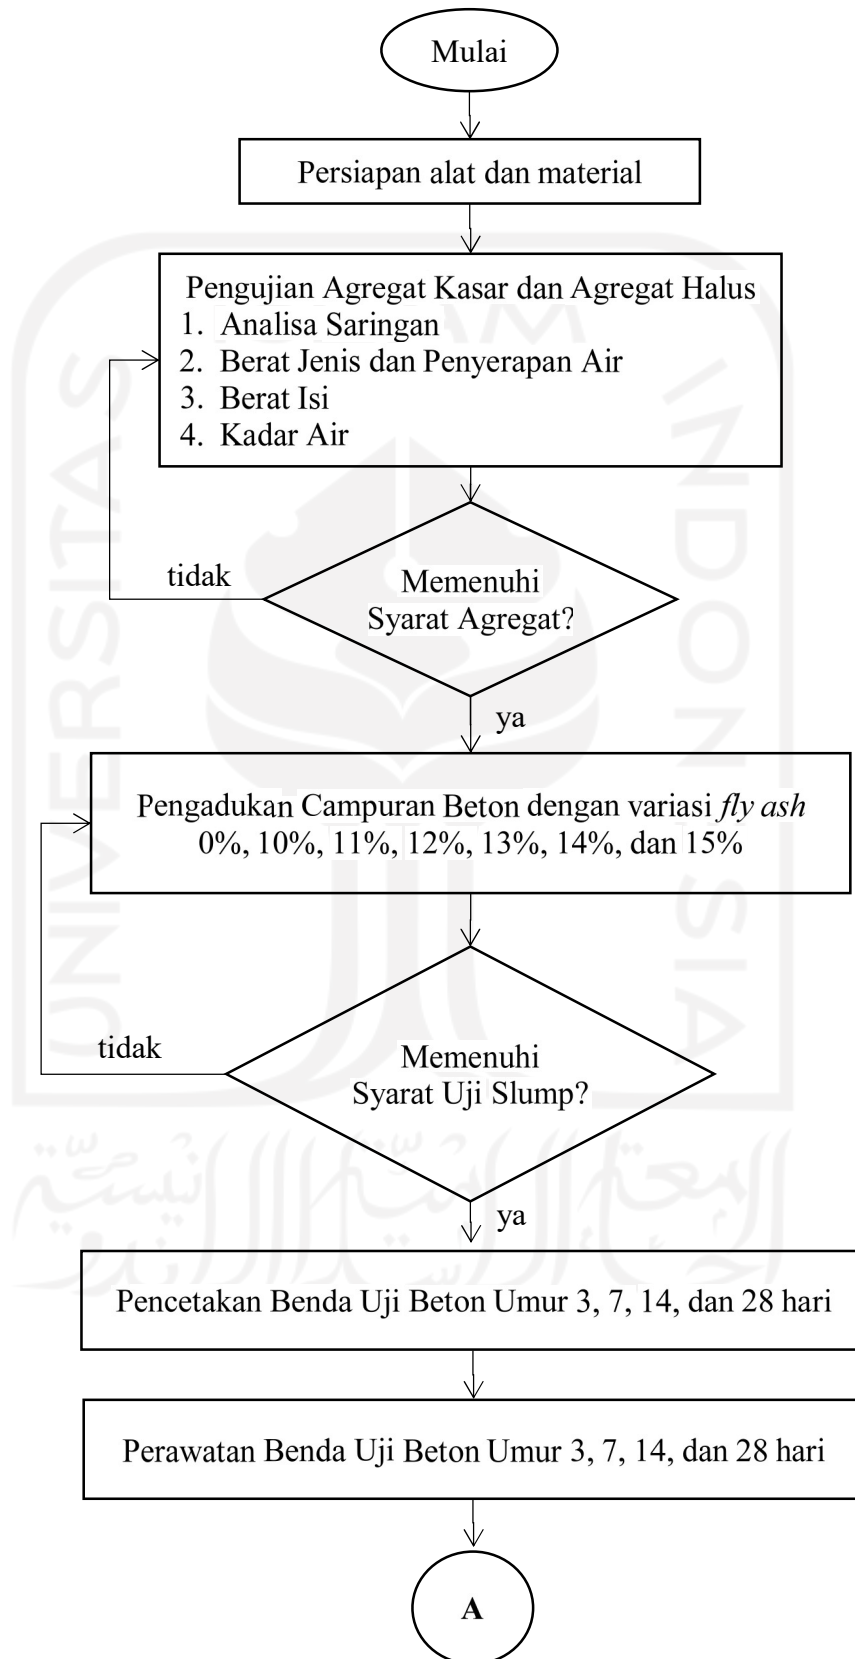 Mulai
Persiapan alat dan material
Pengujian Agregat Kasar dan Agregat Halus
1. Analisa Saringan
2. Berat Jenis dan Penyerapan Air
3. Berat Isi
4. Kadar Air
tidak
Memenuhi
Syarat Agregat?
ya
Pengadukan Campuran Beton dengan variasi fly ash
0%, 10%, 11%, 12%, 13%, 14%, dan 15%
tidak
Memenuhi
Syarat Uji Slump?
ya
Pencetakan Benda Uji Beton Umur 3, 7, 14, dan 28 hari
Perawatan Benda Uji Beton Umur 3, 7, 14, dan 28 hari
A
UNIVERSITAS
ISLAM
INDONESIA